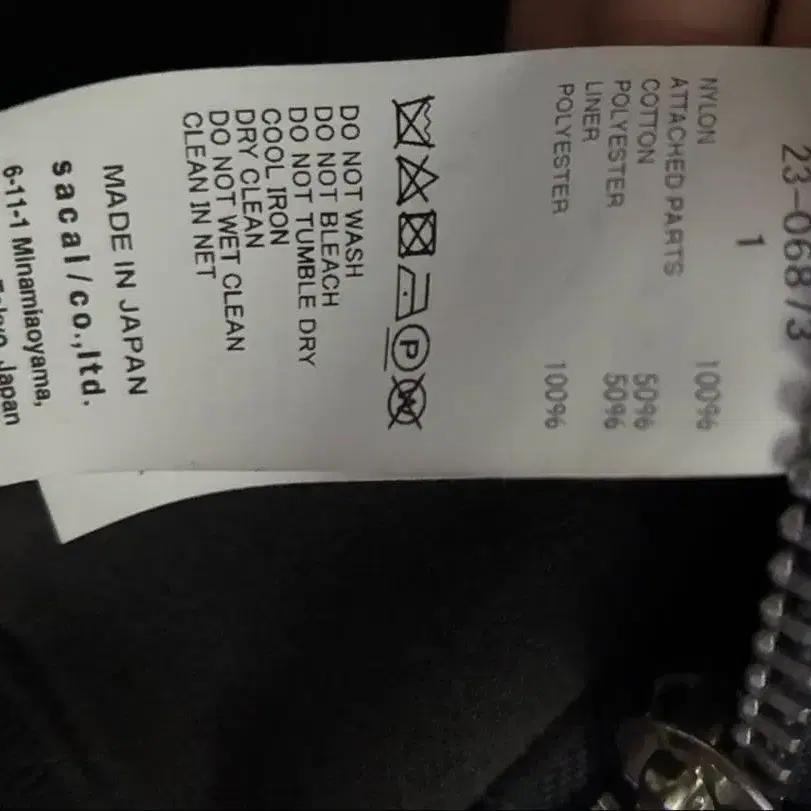 23-06873
1
NYLON 100%
ATTACHED PARTS
COTTON 50%
POLYESTER 50%
LINER
POLYESTER 100%
P W
DO NOT WASH
DO NOT BLEACH
DO NOT TUMBLE DRY
COOL IRON
DRY CLEAN
DO NOT WET CLEAN
CLEAN IN NET
MADE IN JAPAN
sacai/co.,ltd.
6-11-1 Minamiaoyama,
Japan